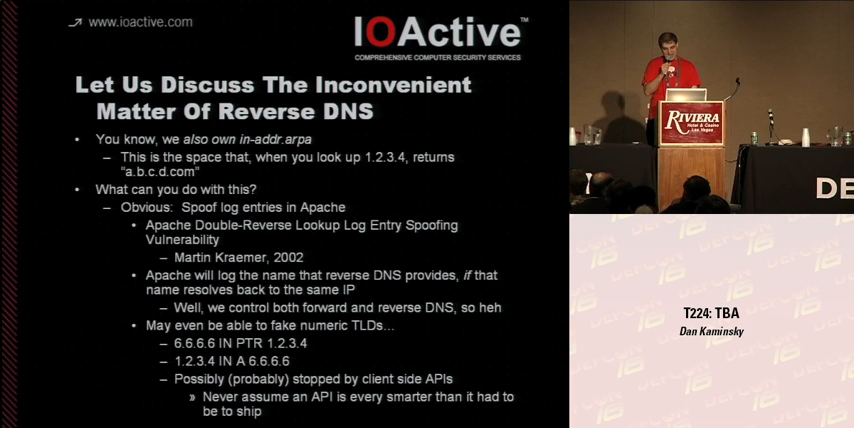 www.ioactive.com
IOActive™
COMPREHENSIVE COMPUTER SECURITY SERVICES
Let Us Discuss The Inconvenient
Matter Of Reverse DNS
• You know, we also own in-addr.arpa
– This is the space that, when you look up 1.2.3.4, returns
“a.b.c.d.com”
• What can you do with this?
– Obvious: Spoof log entries in Apache
• Apache Double-Reverse Lookup Log Entry Spoofing
Vulnerability
– Martin Kraemer, 2002
• Apache will log the name that reverse DNS provides, if that
name resolves back to the same IP
– Well, we control both forward and reverse DNS, so heh
• May even be able to fake numeric TLDs...
– 6.6.6.6 IN PTR 1.2.3.4
– 1.2.3.4 IN A 6.6.6.6
– Possibly (probably) stopped by client side APIs
» Never assume an API is every smarter than it had to
be to ship
RIVIERA
Hotel & Casino
Las Vegas
DE
T224: TBA
Dan Kaminsky